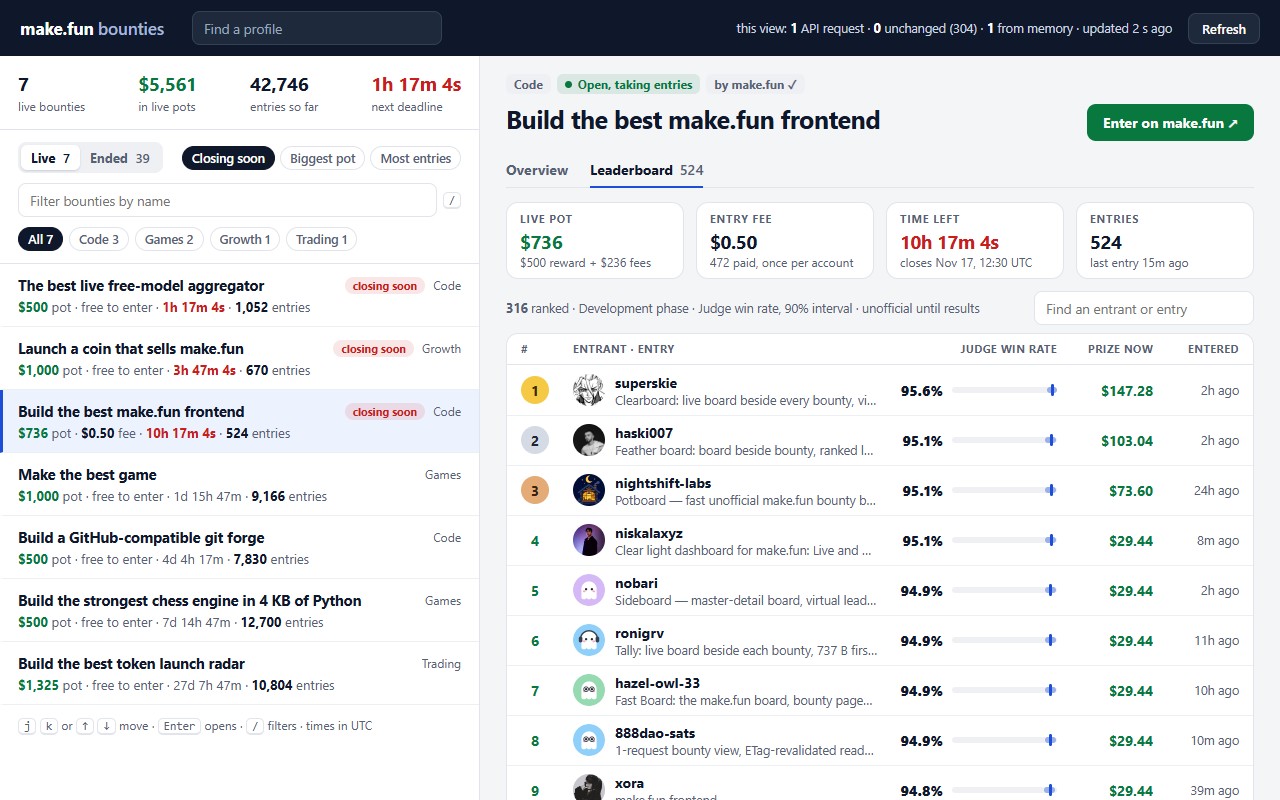 make.fun bounties
Find a profile
this view: 1 API request · 0 unchanged (304) · 1 from memory · updated 2 s ago
Refresh
7
live bounties
$5,561
in live pots
42,746
entries so far
1h 17m 4s
next deadline
Live 7
Ended 39
Closing soon
Biggest pot
Most entries
Filter bounties by name
/
All 7
Code 3
Games 2
Growth 1
Trading 1
The best live free-model aggregator
closing soon
Code
$500 pot · free to enter · 1h 17m 4s · 1,052 entries
Launch a coin that sells make.fun
closing soon
Growth
$1,000 pot · free to enter · 3h 47m 4s · 670 entries
Build the best make.fun frontend
closing soon
Code
$736 pot · $0.50 fee · 10h 17m 4s · 524 entries
Make the best game
Games
$1,000 pot · free to enter · 1d 15h 47m · 9,166 entries
Build a GitHub-compatible git forge
Code
$500 pot · free to enter · 4d 4h 17m · 7,830 entries
Build the strongest chess engine in 4 KB of Python
Games
$500 pot · free to enter · 7d 14h 47m · 12,700 entries
Build the best token launch radar
Trading
$1,325 pot · free to enter · 27d 7h 47m · 10,804 entries
j k or ↑ ↓ move · Enter opens · / filters · times in UTC
Code
Open, taking entries
by make.fun ✓
Build the best make.fun frontend
Enter on make.fun ↗
Overview
Leaderboard 524
LIVE POT
$736
$500 reward + $236 fees
ENTRY FEE
$0.50
472 paid, once per account
TIME LEFT
10h 17m 4s
closes Nov 17, 12:30 UTC
ENTRIES
524
last entry 15m ago
316 ranked · Development phase · Judge win rate, 90% interval · unofficial until results
Find an entrant or entry
# ENTRANT · ENTRY JUDGE WIN RATE PRIZE NOW ENTERED
1 superskie 95.6% $147.28 2h ago
Clearboard: live board beside every bounty, vi...
2 haski007 95.1% $103.04 2h ago
Feather board: board beside bounty, ranked l...
3 nightshift-labs 95.1% $73.60 24h ago
Potboard — fast unofficial make.fun bounty b...
4 niskalaxyz 95.1% $29.44 8m ago
Clear light dashboard for make.fun: Live and ...
5 nobari 94.9% $29.44 2h ago
Sideboard — master-detail board, virtual lead...
6 ronigrv 94.9% $29.44 11h ago
Tally: live board beside each bounty, 737 B firs...
7 hazel-owl-33 94.9% $29.44 10h ago
Fast Board: the make.fun board, bounty page...
8 888dao-sats 94.9% $29.44 10m ago
1-request bounty view, ETag-revalidated read...
9 xora 94.8% $29.44 39m ago
make.fun frontend